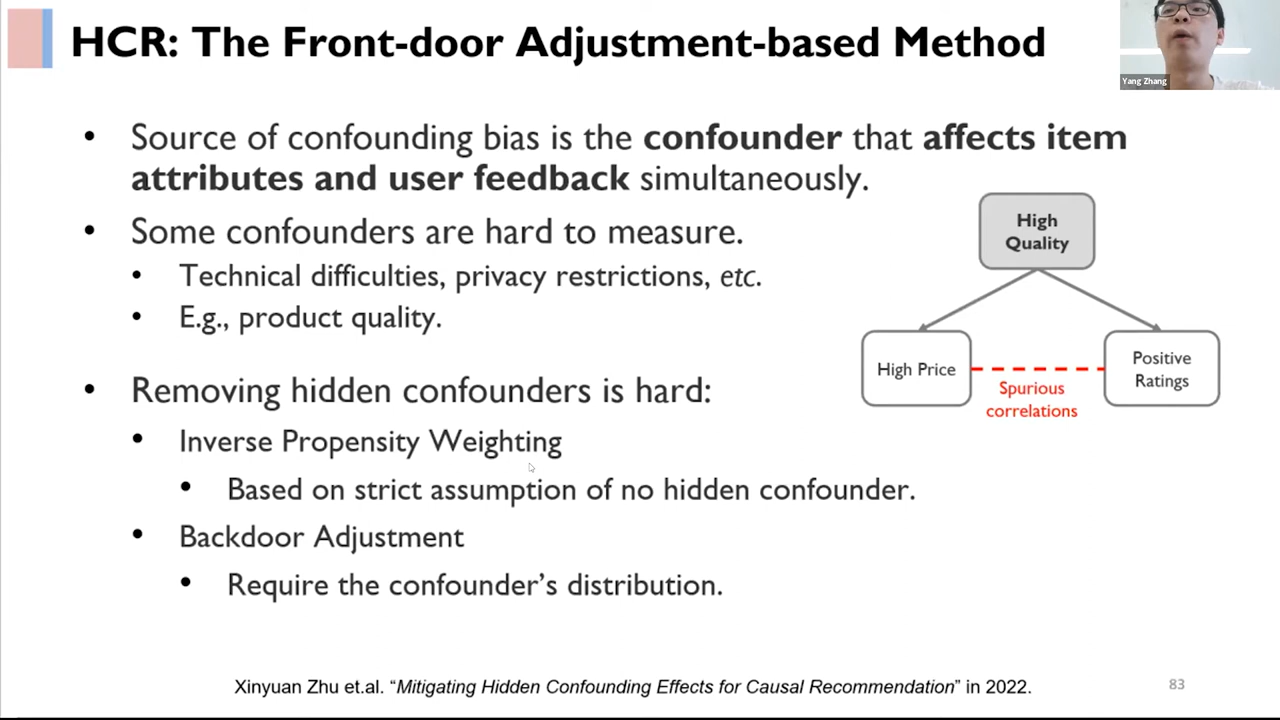 HCR: The Front-door Adjustment-based Method
Yang Zhang
• Source of confounding bias is the confounder that affects item
attributes and user feedback simultaneously.
• Some confounders are hard to measure.
• Technical difficulties, privacy restrictions, etc.
• E.g., product quality.
High
Quality
High Price
Positive
Ratings
Spurious
correlations
• Removing hidden confounders is hard:
• Inverse Propensity Weighting
• Based on strict assumption of no hidden confounder.
• Backdoor Adjustment
• Require the confounder's distribution.
Xinyuan Zhu et.al. “Mitigating Hidden Confounding Effects for Causal Recommendation” in 2022.
83